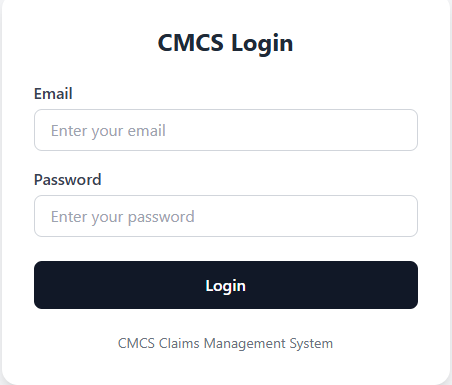 CMCS Login
Email
Enter your email
Password
Enter your password
Login
CMCS Claims Management System